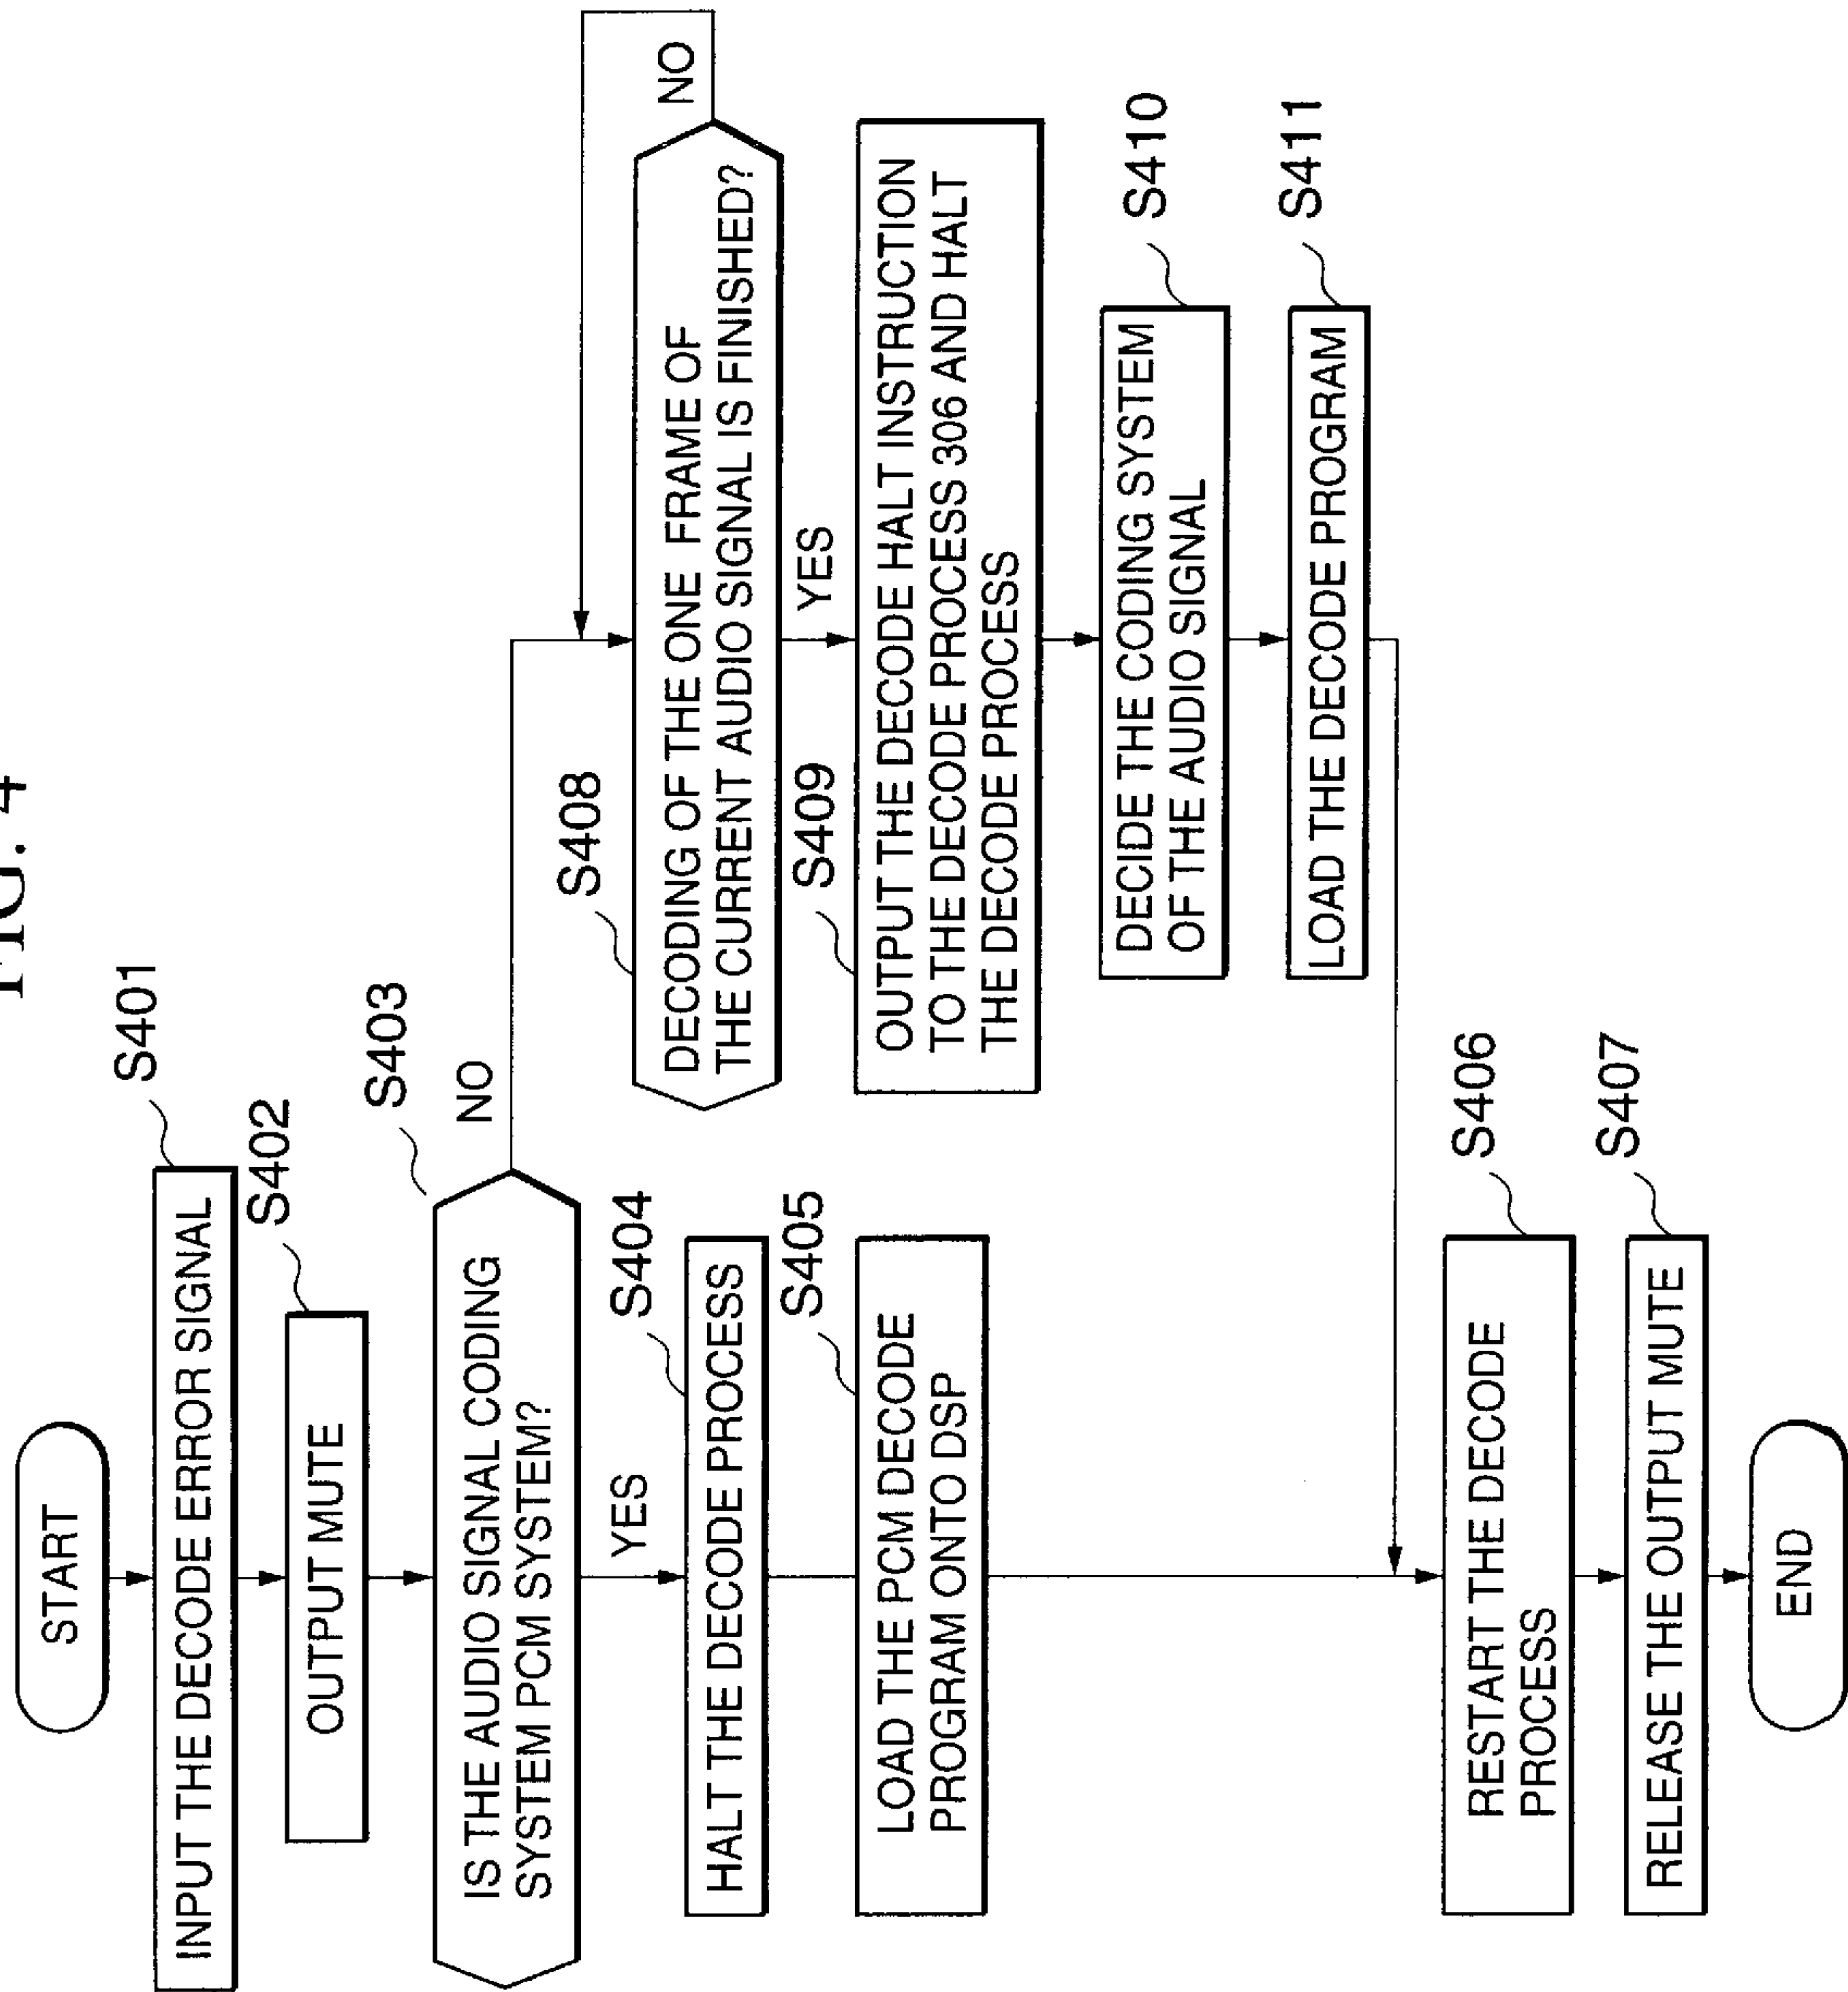 FIG. 4
START
INPUT THE DECODE ERROR SIGNAL
S401
OUTPUT MUTE
S402
IS THE AUDIO SIGNAL CODING
SYSTEM PCM SYSTEM?
S403
NO
YES
HALT THE DECODE PROCESS
S404
LOAD THE PCM DECODE
PROGRAM ONTO DSP
S405
S408
DECODING OF THE ONE FRAME OF
THE CURRENT AUDIO SIGNAL IS FINISHED?
NO
YES
S409
OUTPUT THE DECODE HALT INSTRUCTION
TO THE DECODE PROCESS 306 AND HALT
THE DECODE PROCESS
DECIDE THE CODING SYSTEM
OF THE AUDIO SIGNAL
S410
LOAD THE DECODE PROGRAM
S411
RESTART THE DECODE
PROCESS
S406
RELEASE THE OUTPUT MUTE
S407
END